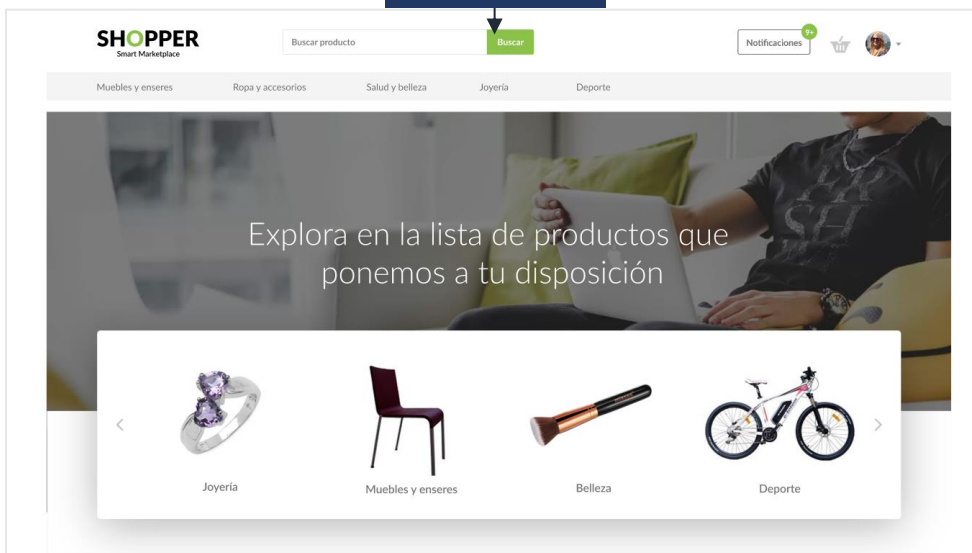 SHOPPER
Smart Marketplace
Buscar producto
Buscar
Notificaciones
9+
Muebles y enseres
Ropa y accesorios
Salud y belleza
Joyería
Deporte
Explora en la lista de productos que
ponemos a tu disposición
Joyería
Muebles y enseres
Belleza
Deporte